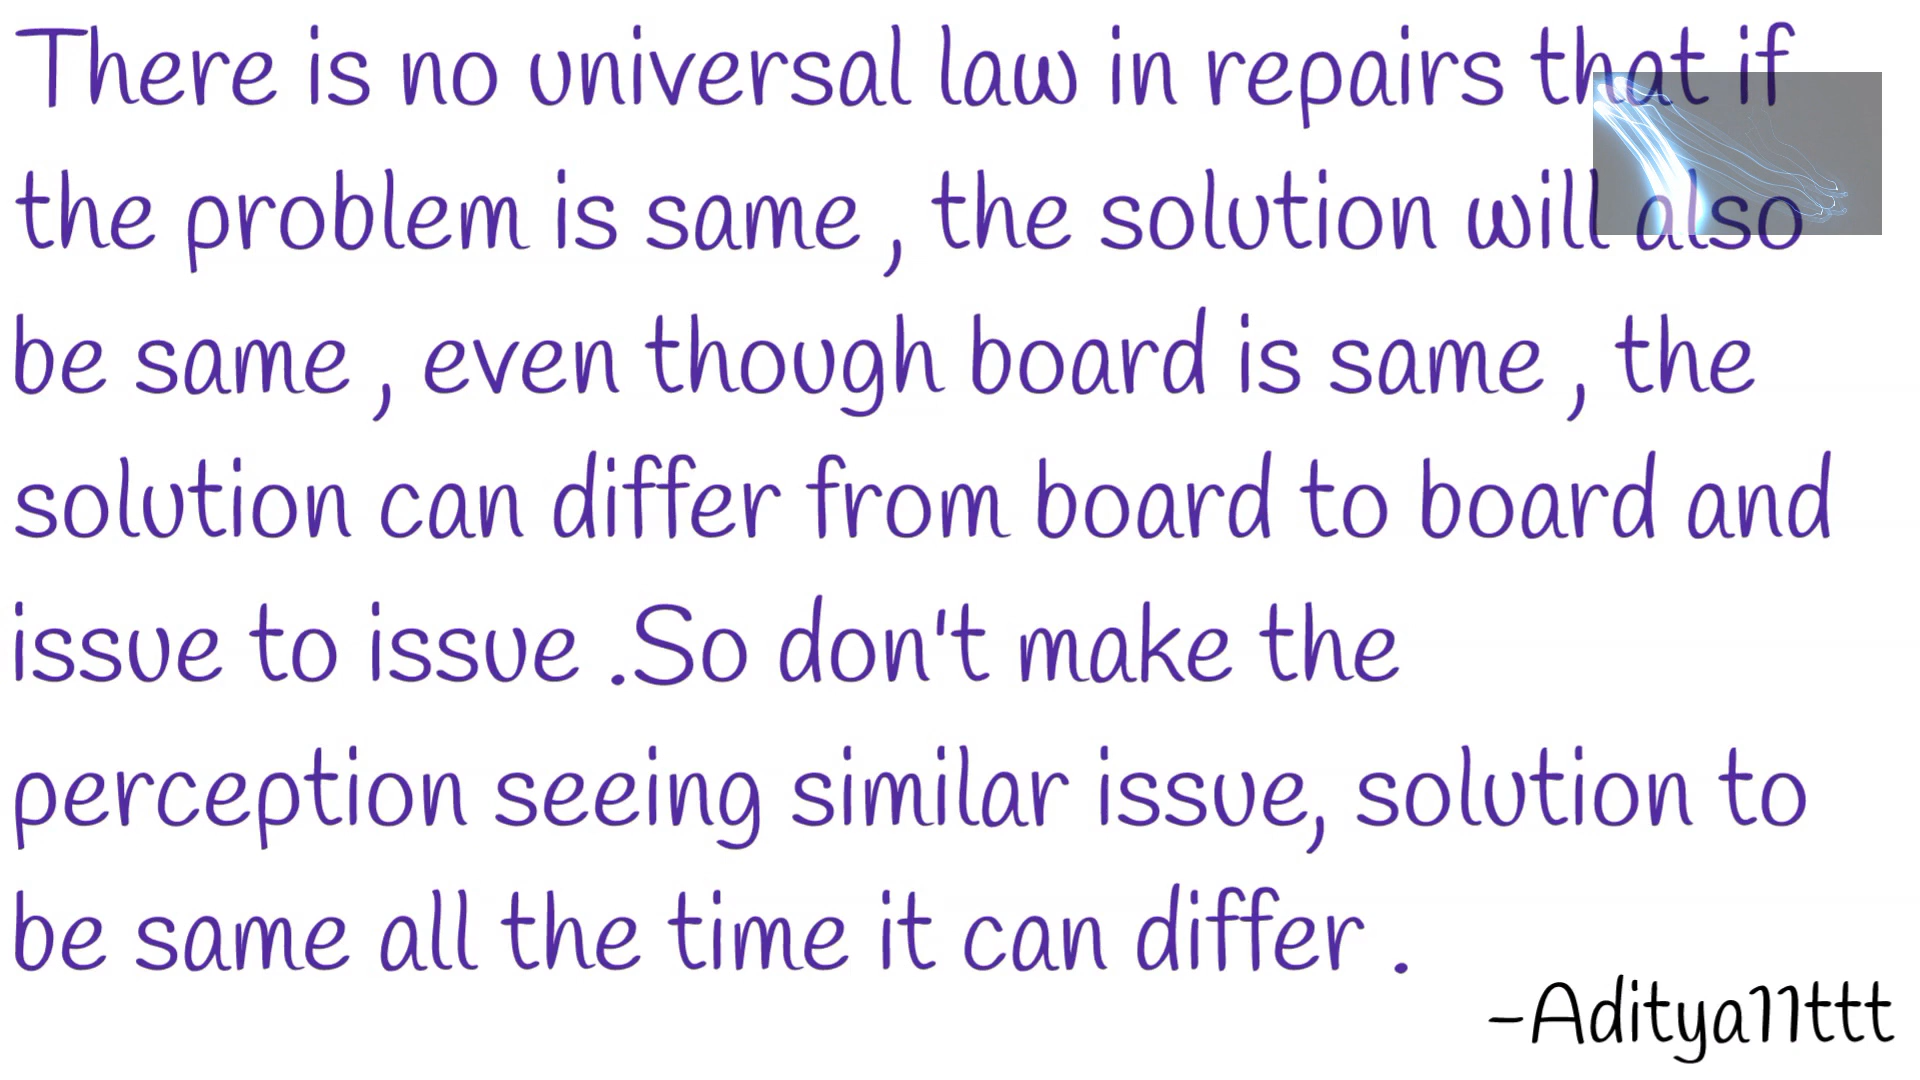 There is no universal law in repairs that if
the problem is same , the solution will also
be same , even though board is same , the
solution can differ from board to board and
issue to issue .So don't make the
perception seeing similar issue, solution to
be same all the time it can differ .
-Aditya11ttt